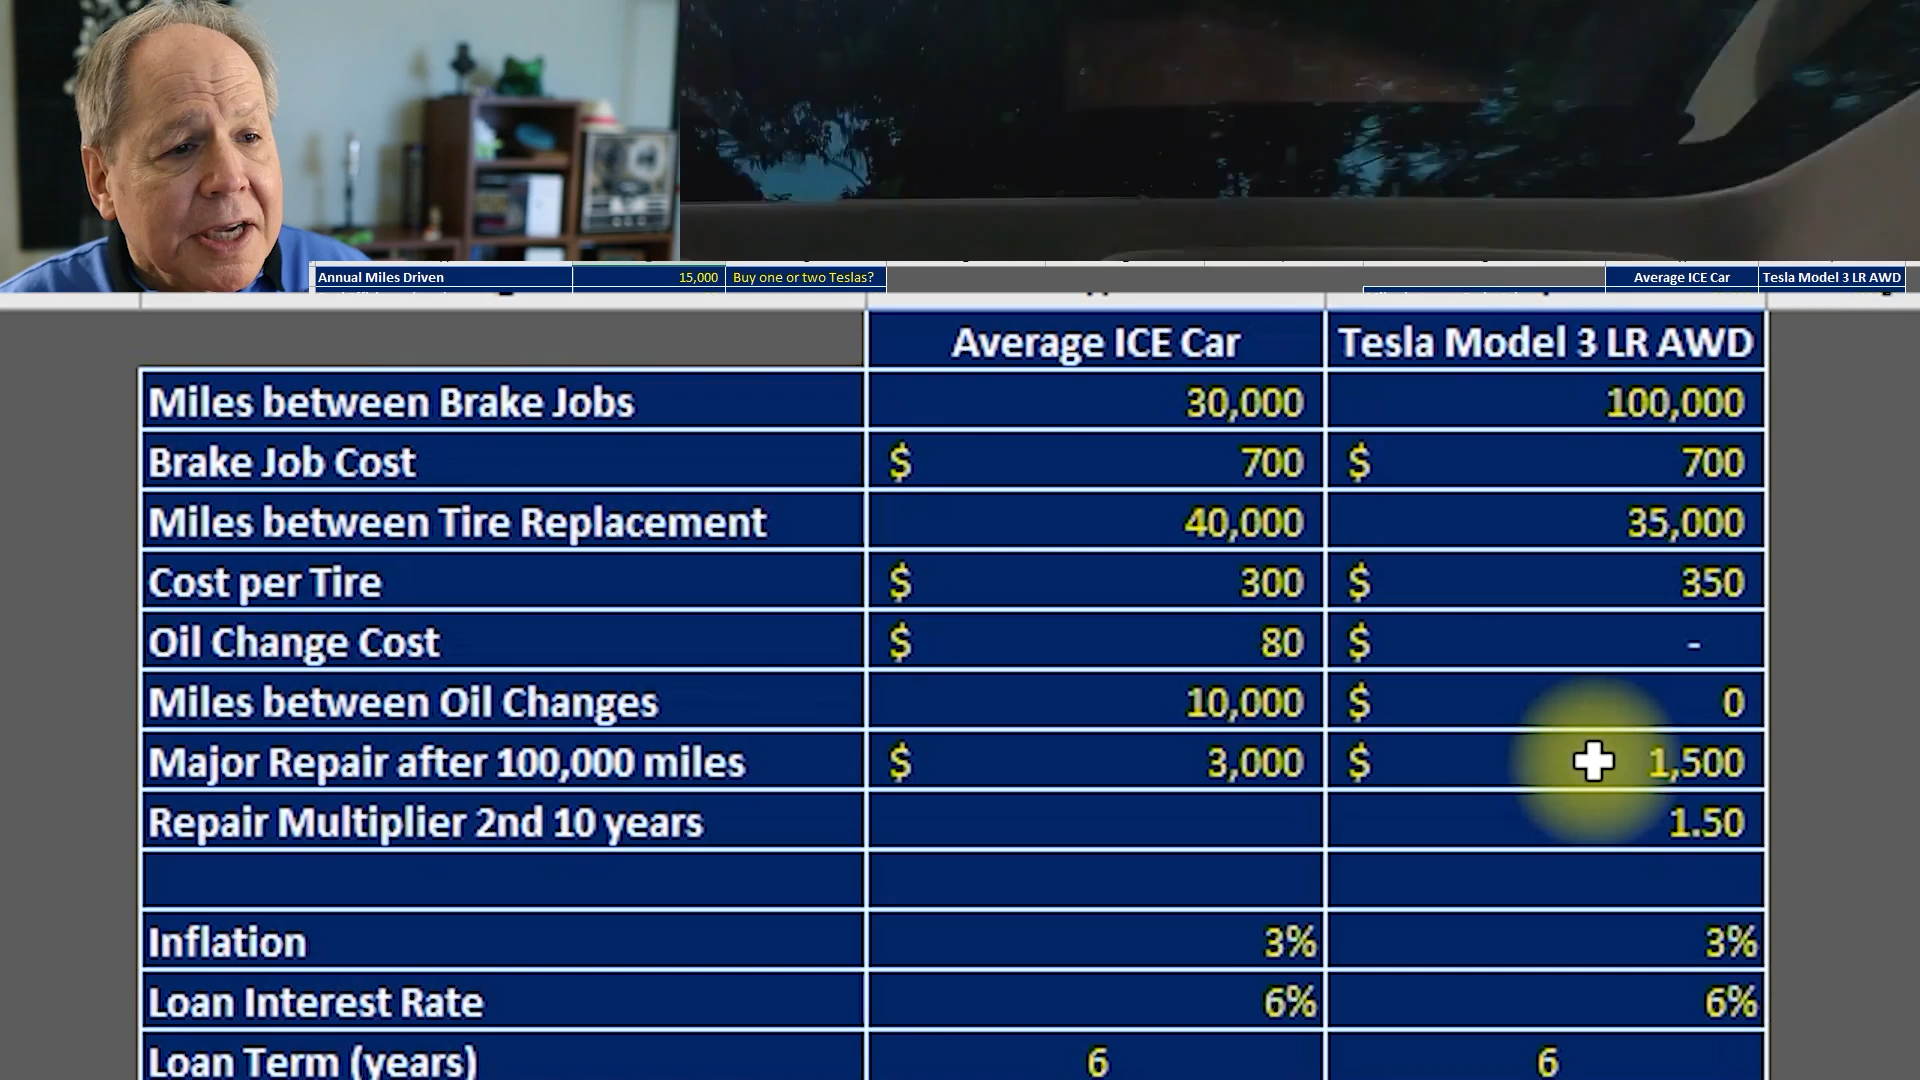 Annual Miles Driven 15,000 Buy one or two Teslas? Average ICE Car Tesla Model 3 LR AWD
Average ICE Car Tesla Model 3 LR AWD
Miles between Brake Jobs 30,000 100,000
Brake Job Cost $ 700 $ 700
Miles between Tire Replacement 40,000 35,000
Cost per Tire $ 300 $ 350
Oil Change Cost $ 80 $ -
Miles between Oil Changes 10,000 $ 0
Major Repair after 100,000 miles $ 3,000 $ 1,500
Repair Multiplier 2nd 10 years 1.50
Inflation 3% 3%
Loan Interest Rate 6% 6%
Loan Term (years) 6 6